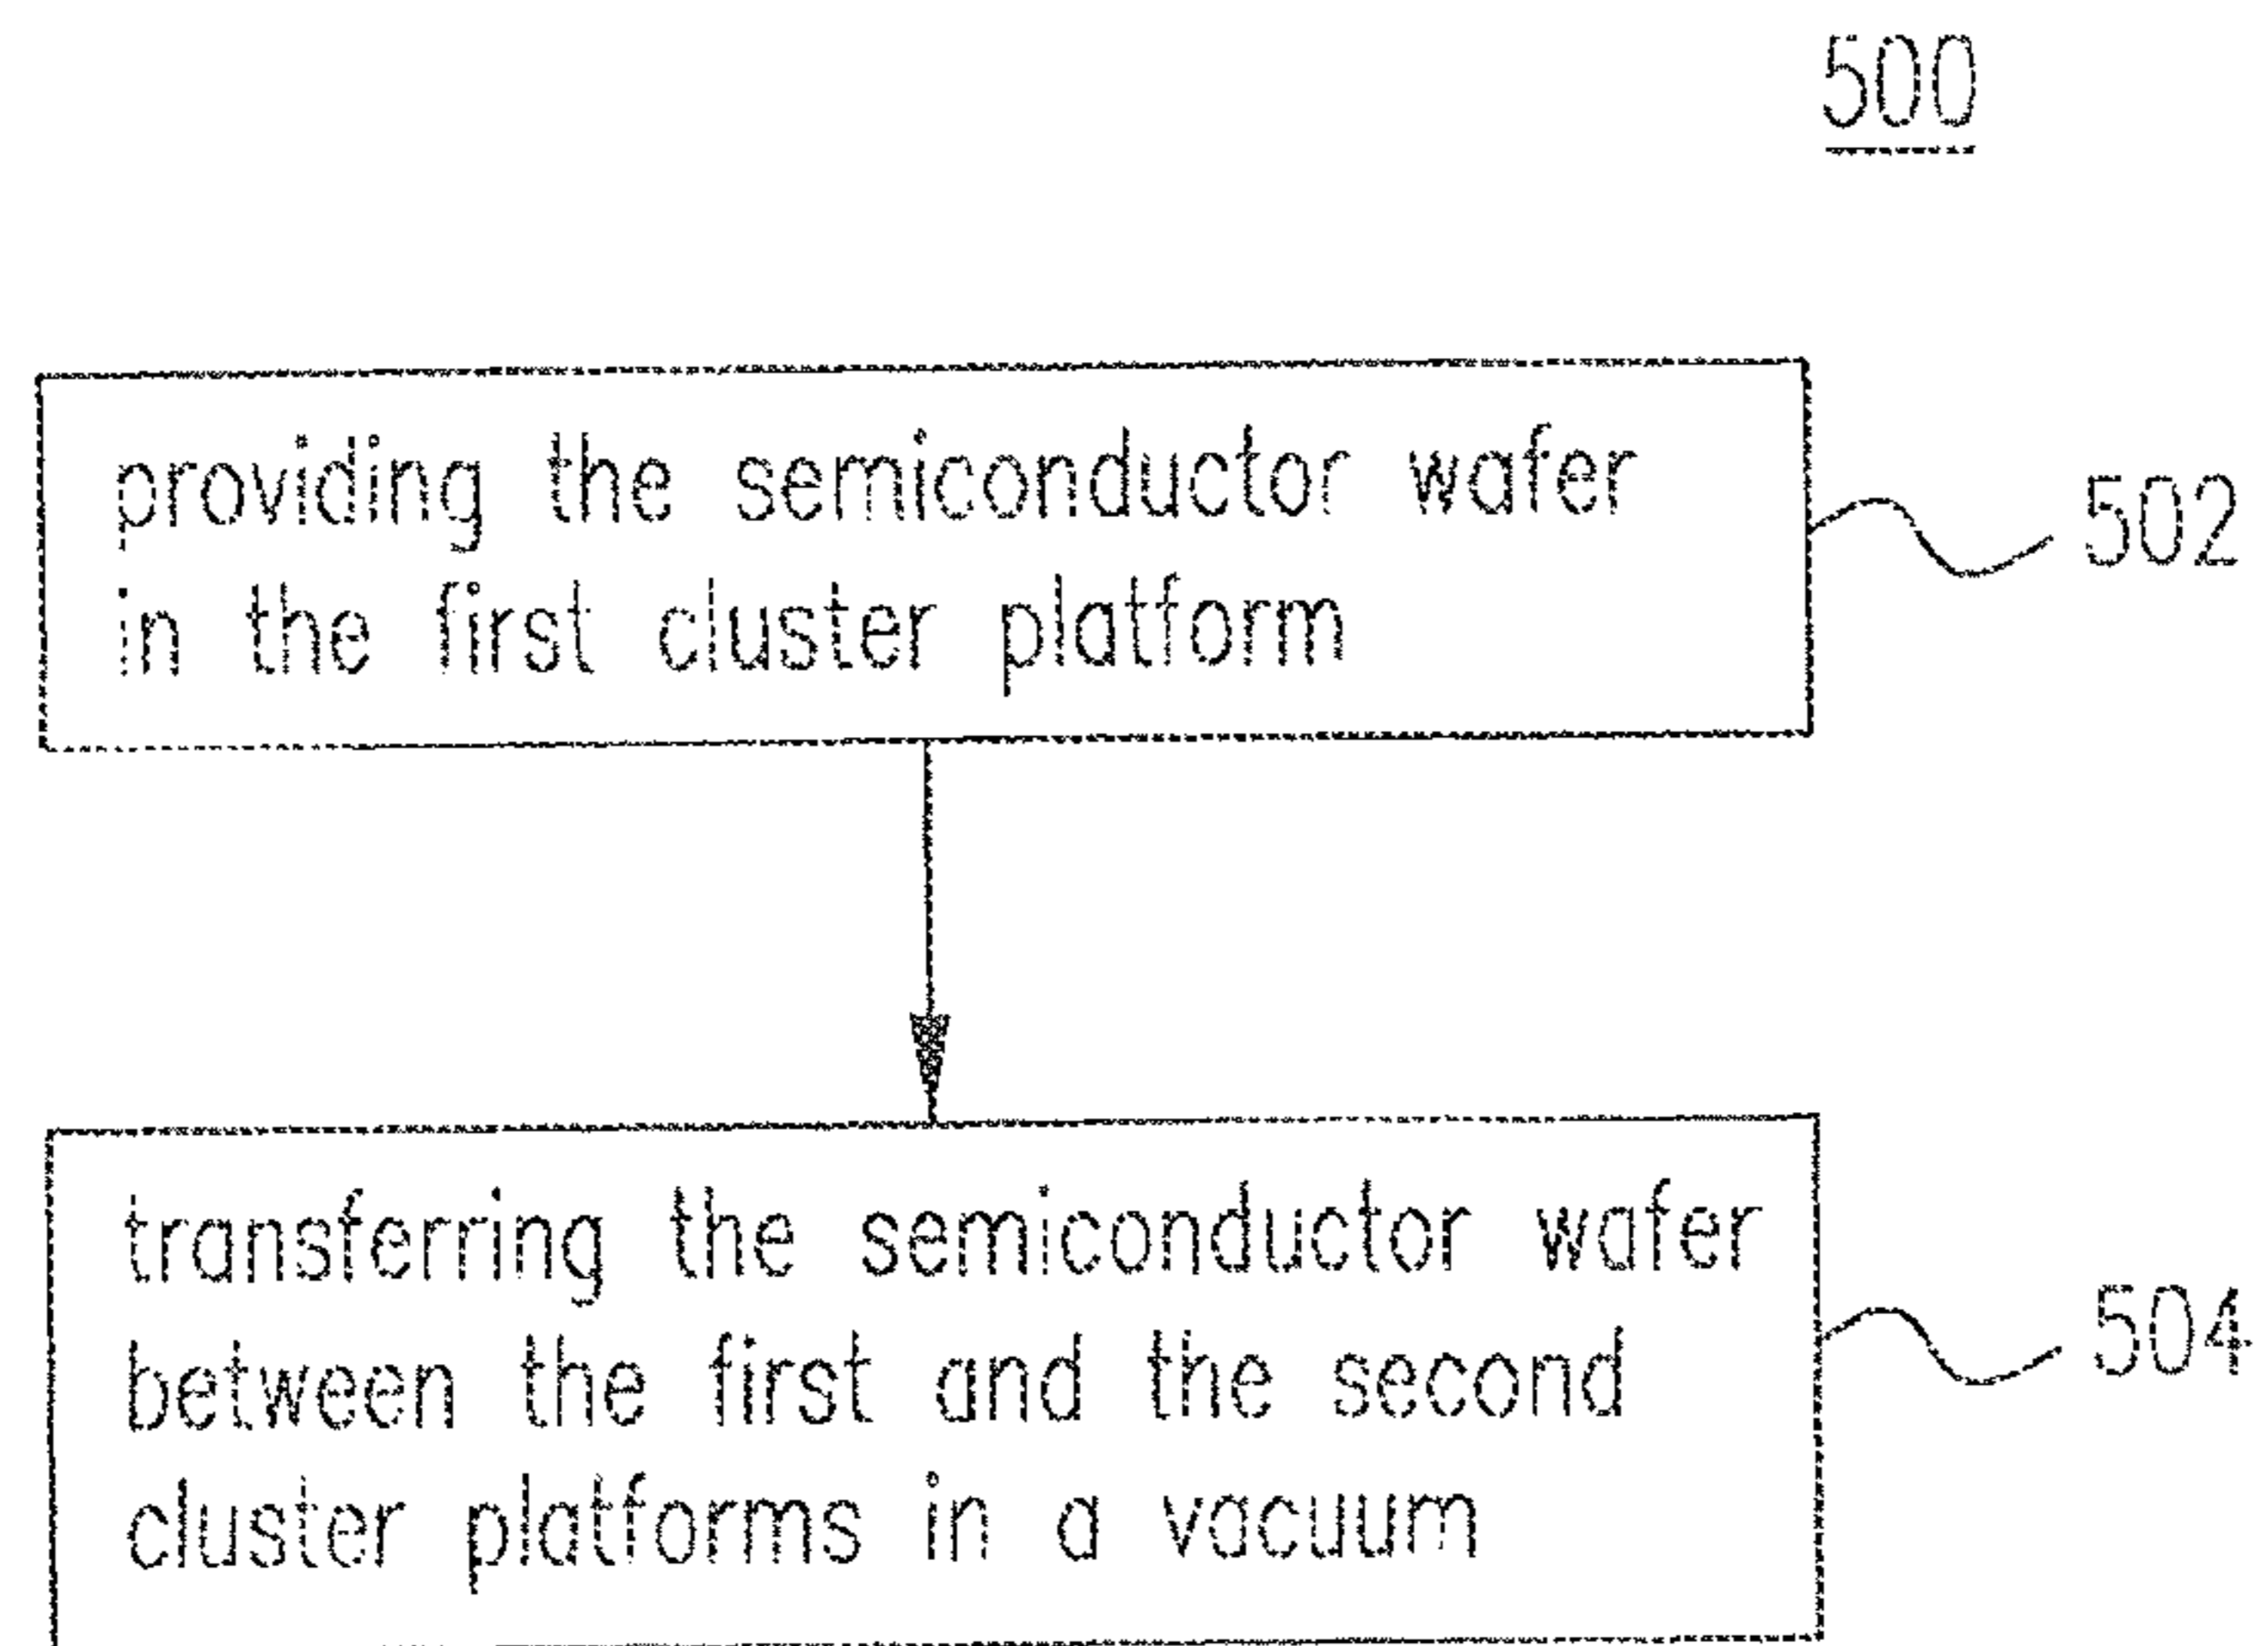 500
providing the semiconductor wafer
in the first cluster platform
502
transferring the semiconductor wafer
between the first and the second
cluster platforms in a vacuum
504